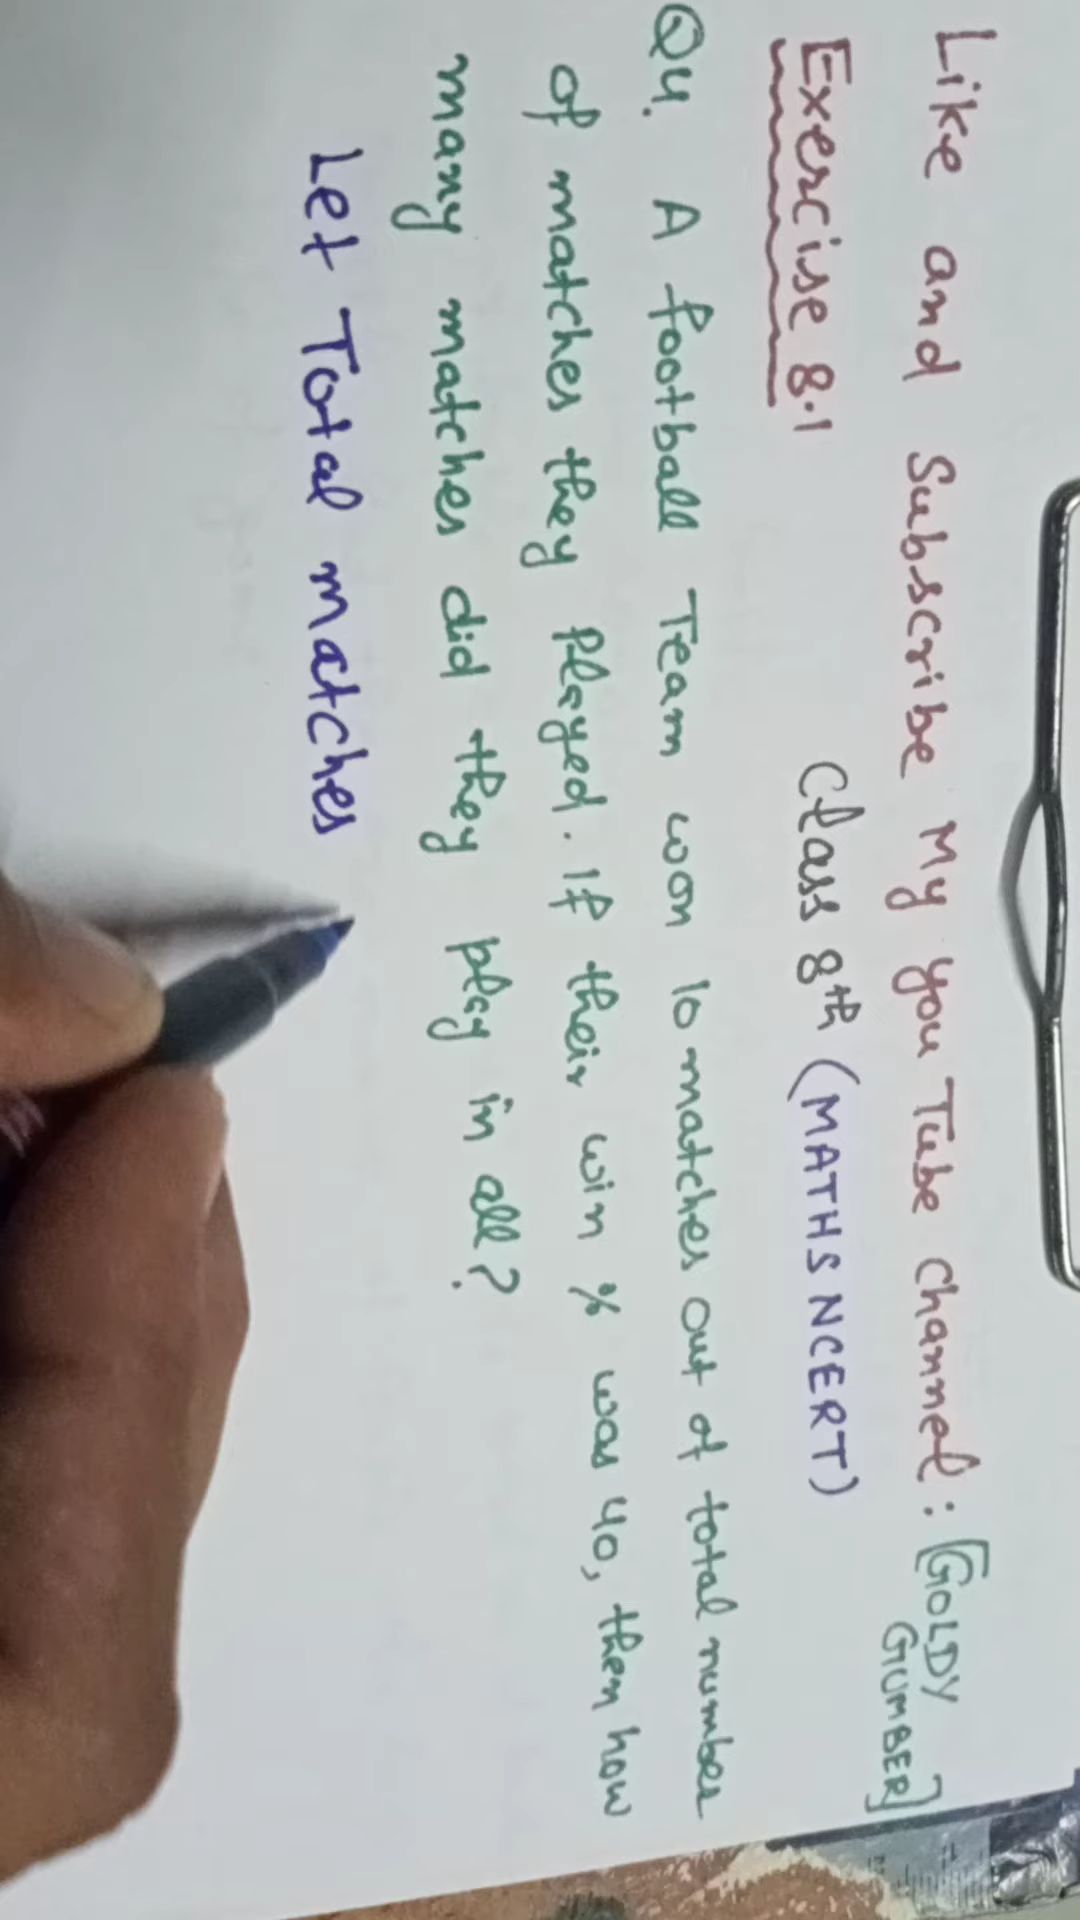 Like and Subscribe My you Tube channel: [GOLDY
GUMBER]
Exercise 8.1 Class 8th (MATHS NCERT)
Q4. A football Team won 10 matches out of total number
of matches they Played. If their win % was 40, then how
many matches did they play in all?
Let Total matches